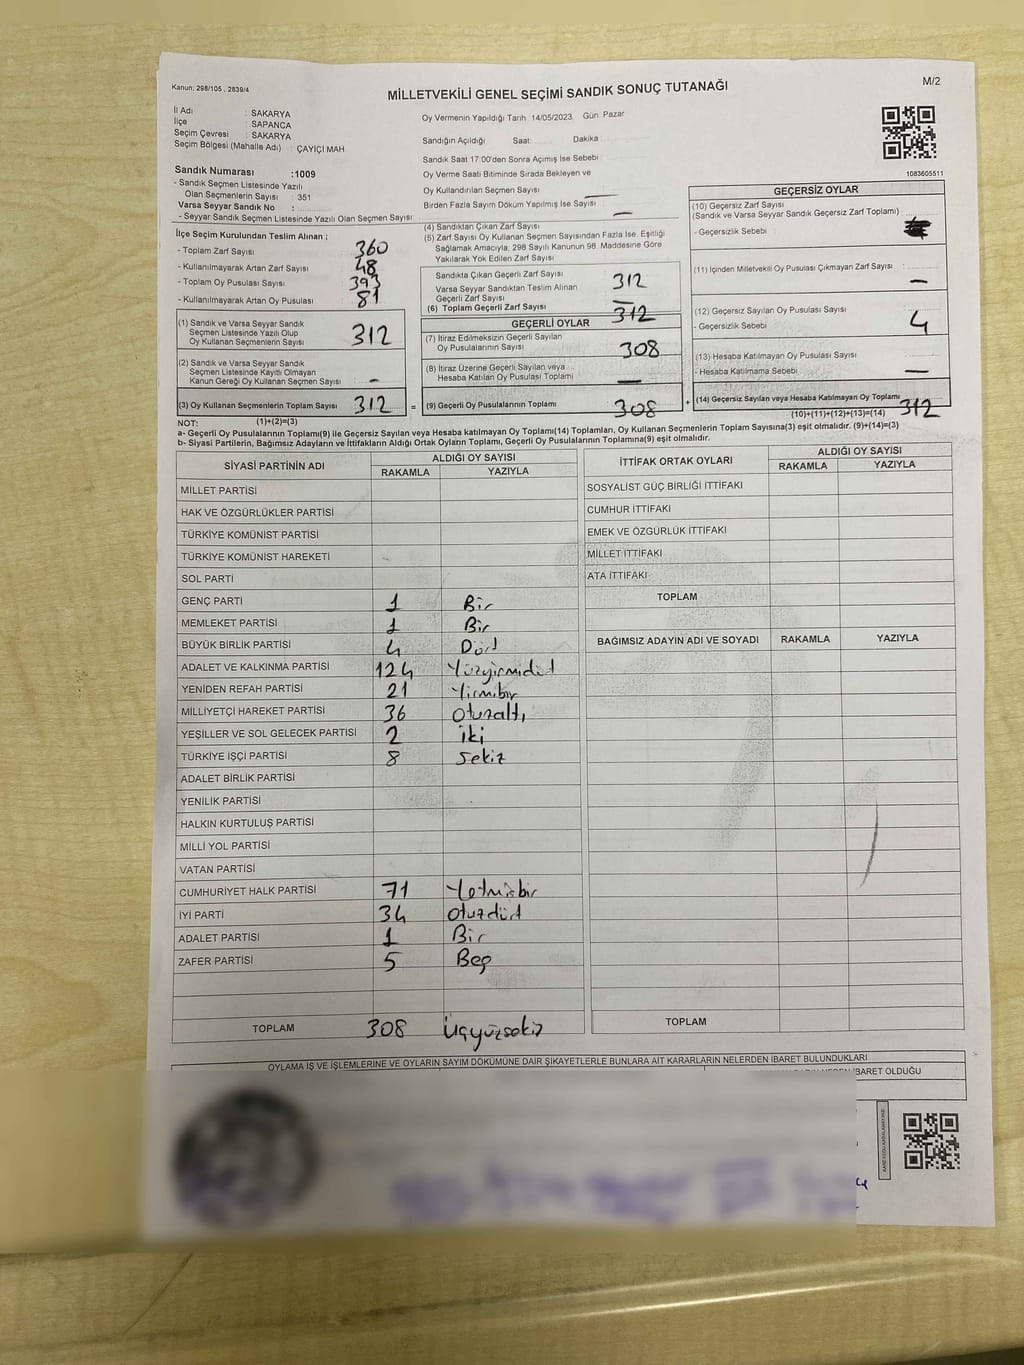 Kanun: 298/105 , 2839/4
MİLLETVEKİLİ GENEL SEÇİMİ SANDIK SONUÇ TUTANAĞI
M/2
İl Adı : SAKARYA
İlçe : SAPANCA
Seçim Çevresi : SAKARYA
Seçim Bölgesi (Mahalle Adı) : ÇAYİÇİ MAH
Sandık Numarası :1009
- Sandık Seçmen Listesinde Yazılı
Olan Seçmenlerin Sayısı 351
Varsa Seyyar Sandık No :
- Seyyar Sandık Seçmen Listesinde Yazılı Olan Seçmen Sayısı
İlçe Seçim Kurulundan Teslim Alınan ;
- Toplam Zarf Sayısı 360
- Kullanılmayarak Artan Zarf Sayısı 48
- Toplam Oy Pusulası Sayısı 393
- Kullanılmayarak Artan Oy Pusulası 81
(1) Sandık ve Varsa Seyyar Sandık
Seçmen Listesinde Yazılı Olup
Oy Kullanan Seçmenlerin Sayısı 312
(2) Sandık ve Varsa Seyyar Sandık
Seçmen Listesinde Kayıtlı Olmayan
Kanun Gereği Oy Kullanan Seçmen Sayısı -
(3) Oy Kullanan Seçmenlerin Toplam Sayısı 312 =
(1)+(2)=(3)
Oy Vermenin Yapıldığı Tarih 14/05/2023 Gün: Pazar
Sandığın Açıldığı Saat: Dakika
Sandık Saat 17:00'den Sonra Açımış İse Sebebi
Oy Verme Saati Bitiminde Sırada Bekleyen ve
Oy Kullandırılan Seçmen Sayısı —
Birden Fazla Sayım Döküm Yapılmış İse Sayısı —
(4) Sandıktan Çıkan Zarf Sayısı
(5) Zarf Sayısı Oy Kullanan Seçmen Sayısından Fazla İse, Eşitliği
Sağlamak Amacıyla, 298 Sayılı Kanunun 98. Maddesine Göre
Yakılarak Yok Edilen Zarf Sayısı
Sandıkta Çıkan Geçerli Zarf Sayısı 312
Varsa Seyyar Sandıktan Teslim Alınan
Geçerli Zarf Sayısı —
(6) Toplam Geçerli Zarf Sayısı 312
GEÇERLİ OYLAR
(7) İtiraz Edilmeksizin Geçerli Sayılan
Oy Pusulalarının Sayısı 308
(8) İtiraz Üzerine Geçerli Sayılan veya
Hesaba Katılan Oy Pusulası Toplamı —
(9) Geçerli Oy Pusulalarının Toplamı 308 +
1083605511
GEÇERSİZ OYLAR
(10) Geçersiz Zarf Sayısı
(Sandık ve Varsa Seyyar Sandık Geçersiz Zarf Toplamı)
- Geçersizlik Sebebi
(11) İçinden Milletvekili Oy Pusulası Çıkmayan Zarf Sayısı —
(12) Geçersiz Sayılan Oy Pusulası Sayısı 4
- Geçersizlik Sebebi
(13) Hesaba Katılmayan Oy Pusulası Sayısı —
- Hesaba Katılmama Sebebi
(14) Geçersiz Sayılan veya Hesaba Katılmayan Oy Toplamı 312
(10)+(11)+(12)+(13)=(14)
NOT:
a- Geçerli Oy Pusulalarının Toplamı(9) ile Geçersiz Sayılan veya Hesaba katılmayan Oy Toplamı(14) Toplamları, Oy Kullanan Seçmenlerin Toplam Sayısına(3) eşit olmalıdır. (9)+(14)=(3)
b- Siyasi Partilerin, Bağımsız Adayların ve İttifakların Aldığı Ortak Oyların Toplamı, Geçerli Oy Pusulalarının Toplamına(9) eşit olmalıdır.
SİYASİ PARTİNİN ADI ALDIĞI OY SAYISI
RAKAMLA YAZIYLA
MİLLET PARTİSİ
HAK VE ÖZGÜRLÜKLER PARTİSİ
TÜRKİYE KOMÜNİST PARTİSİ
TÜRKİYE KOMÜNİST HAREKETİ
SOL PARTİ
GENÇ PARTİ 1 Bir
MEMLEKET PARTİSİ 1 Bir
BÜYÜK BİRLİK PARTİSİ 4 Dört
ADALET VE KALKINMA PARTİSİ 124 Yüzyirmidört
YENİDEN REFAH PARTİSİ 21 Yirmibir
MİLLİYETÇİ HAREKET PARTİSİ 36 Otuzaltı
YEŞİLLER VE SOL GELECEK PARTİSİ 2 iki
TÜRKİYE İŞÇİ PARTİSİ 8 sekiz
ADALET BİRLİK PARTİSİ
YENİLİK PARTİSİ
HALKIN KURTULUŞ PARTİSİ
MİLLİ YOL PARTİSİ
VATAN PARTİSİ
CUMHURİYET HALK PARTİSİ 71 Yetmişbir
İYİ PARTİ 34 otuzdört
ADALET PARTİSİ 1 Bir
ZAFER PARTİSİ 5 Beş
TOPLAM 308 Üçyüzsekiz
İTTİFAK ORTAK OYLARI ALDIĞI OY SAYISI
RAKAMLA YAZIYLA
SOSYALİST GÜÇ BİRLİĞİ İTTİFAKI
CUMHUR İTTİFAKI
EMEK VE ÖZGÜRLÜK İTTİFAKI
MİLLET İTTİFAKI
ATA İTTİFAKI
TOPLAM
BAĞIMSIZ ADAYIN ADI VE SOYADI RAKAMLA YAZIYLA
TOPLAM
OYLAMA İŞ VE İŞLEMLERİNE VE OYLARIN SAYIM DÖKÜMÜNE DAİR ŞİKAYETLERLE BUNLARA AİT KARARLARIN NELERDEN İBARET BULUNDUKLARI
İBARET OLDUĞU